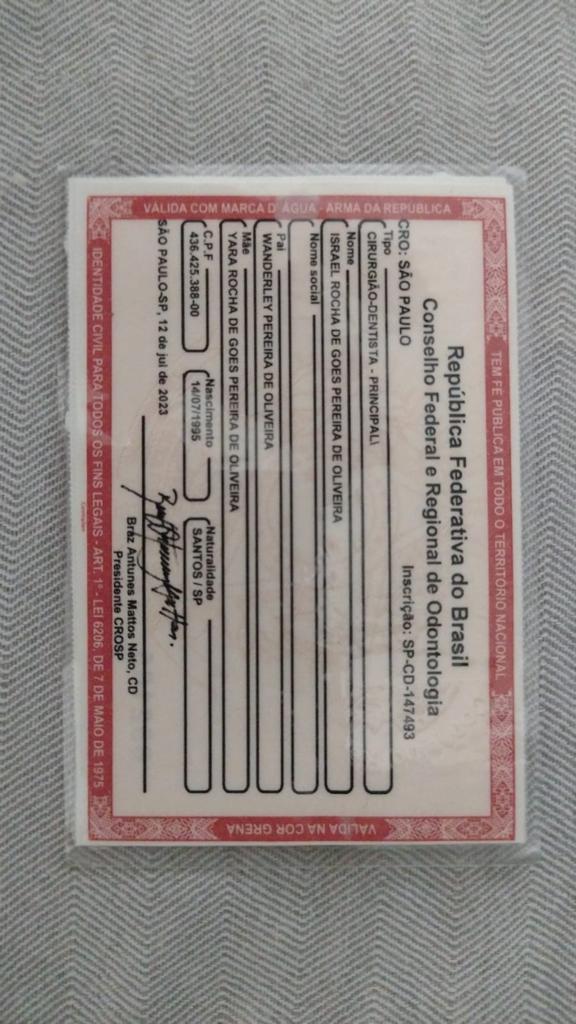 TEM FÉ PÚBLICA EM TODO O TERRITÓRIO NACIONAL
República Federativa do Brasil
Conselho Federal e Regional de Odontologia
CRO: SÃO PAULO Inscrição: SP-CD-147493
Tipo
CIRURGIÃO-DENTISTA - PRINCIPAL\
Nome
ISRAEL ROCHA DE GOES PEREIRA DE OLIVEIRA
Nome social
Pai
WANDERLEY PEREIRA DE OLIVEIRA
Mãe
YARA ROCHA DE GOES PEREIRA DE OLIVEIRA
C.P.F Nascimento Naturalidade
436.425.388-00 14/07/1995 SANTOS / SP
SÃO PAULO-SP, 12 de jul de 2023
Braz Antunes Mattos Neto, CD
Presidente CROSP
IDENTIDADE CIVIL PARA TODOS OS FINS LEGAIS - ART. 1º - LEI 6206, DE 7 DE MAIO DE 1975
VÁLIDA COM MARCA D'ÁGUA - ARMA DA REPÚBLICA
VÁLIDA NA COR GRENÁ